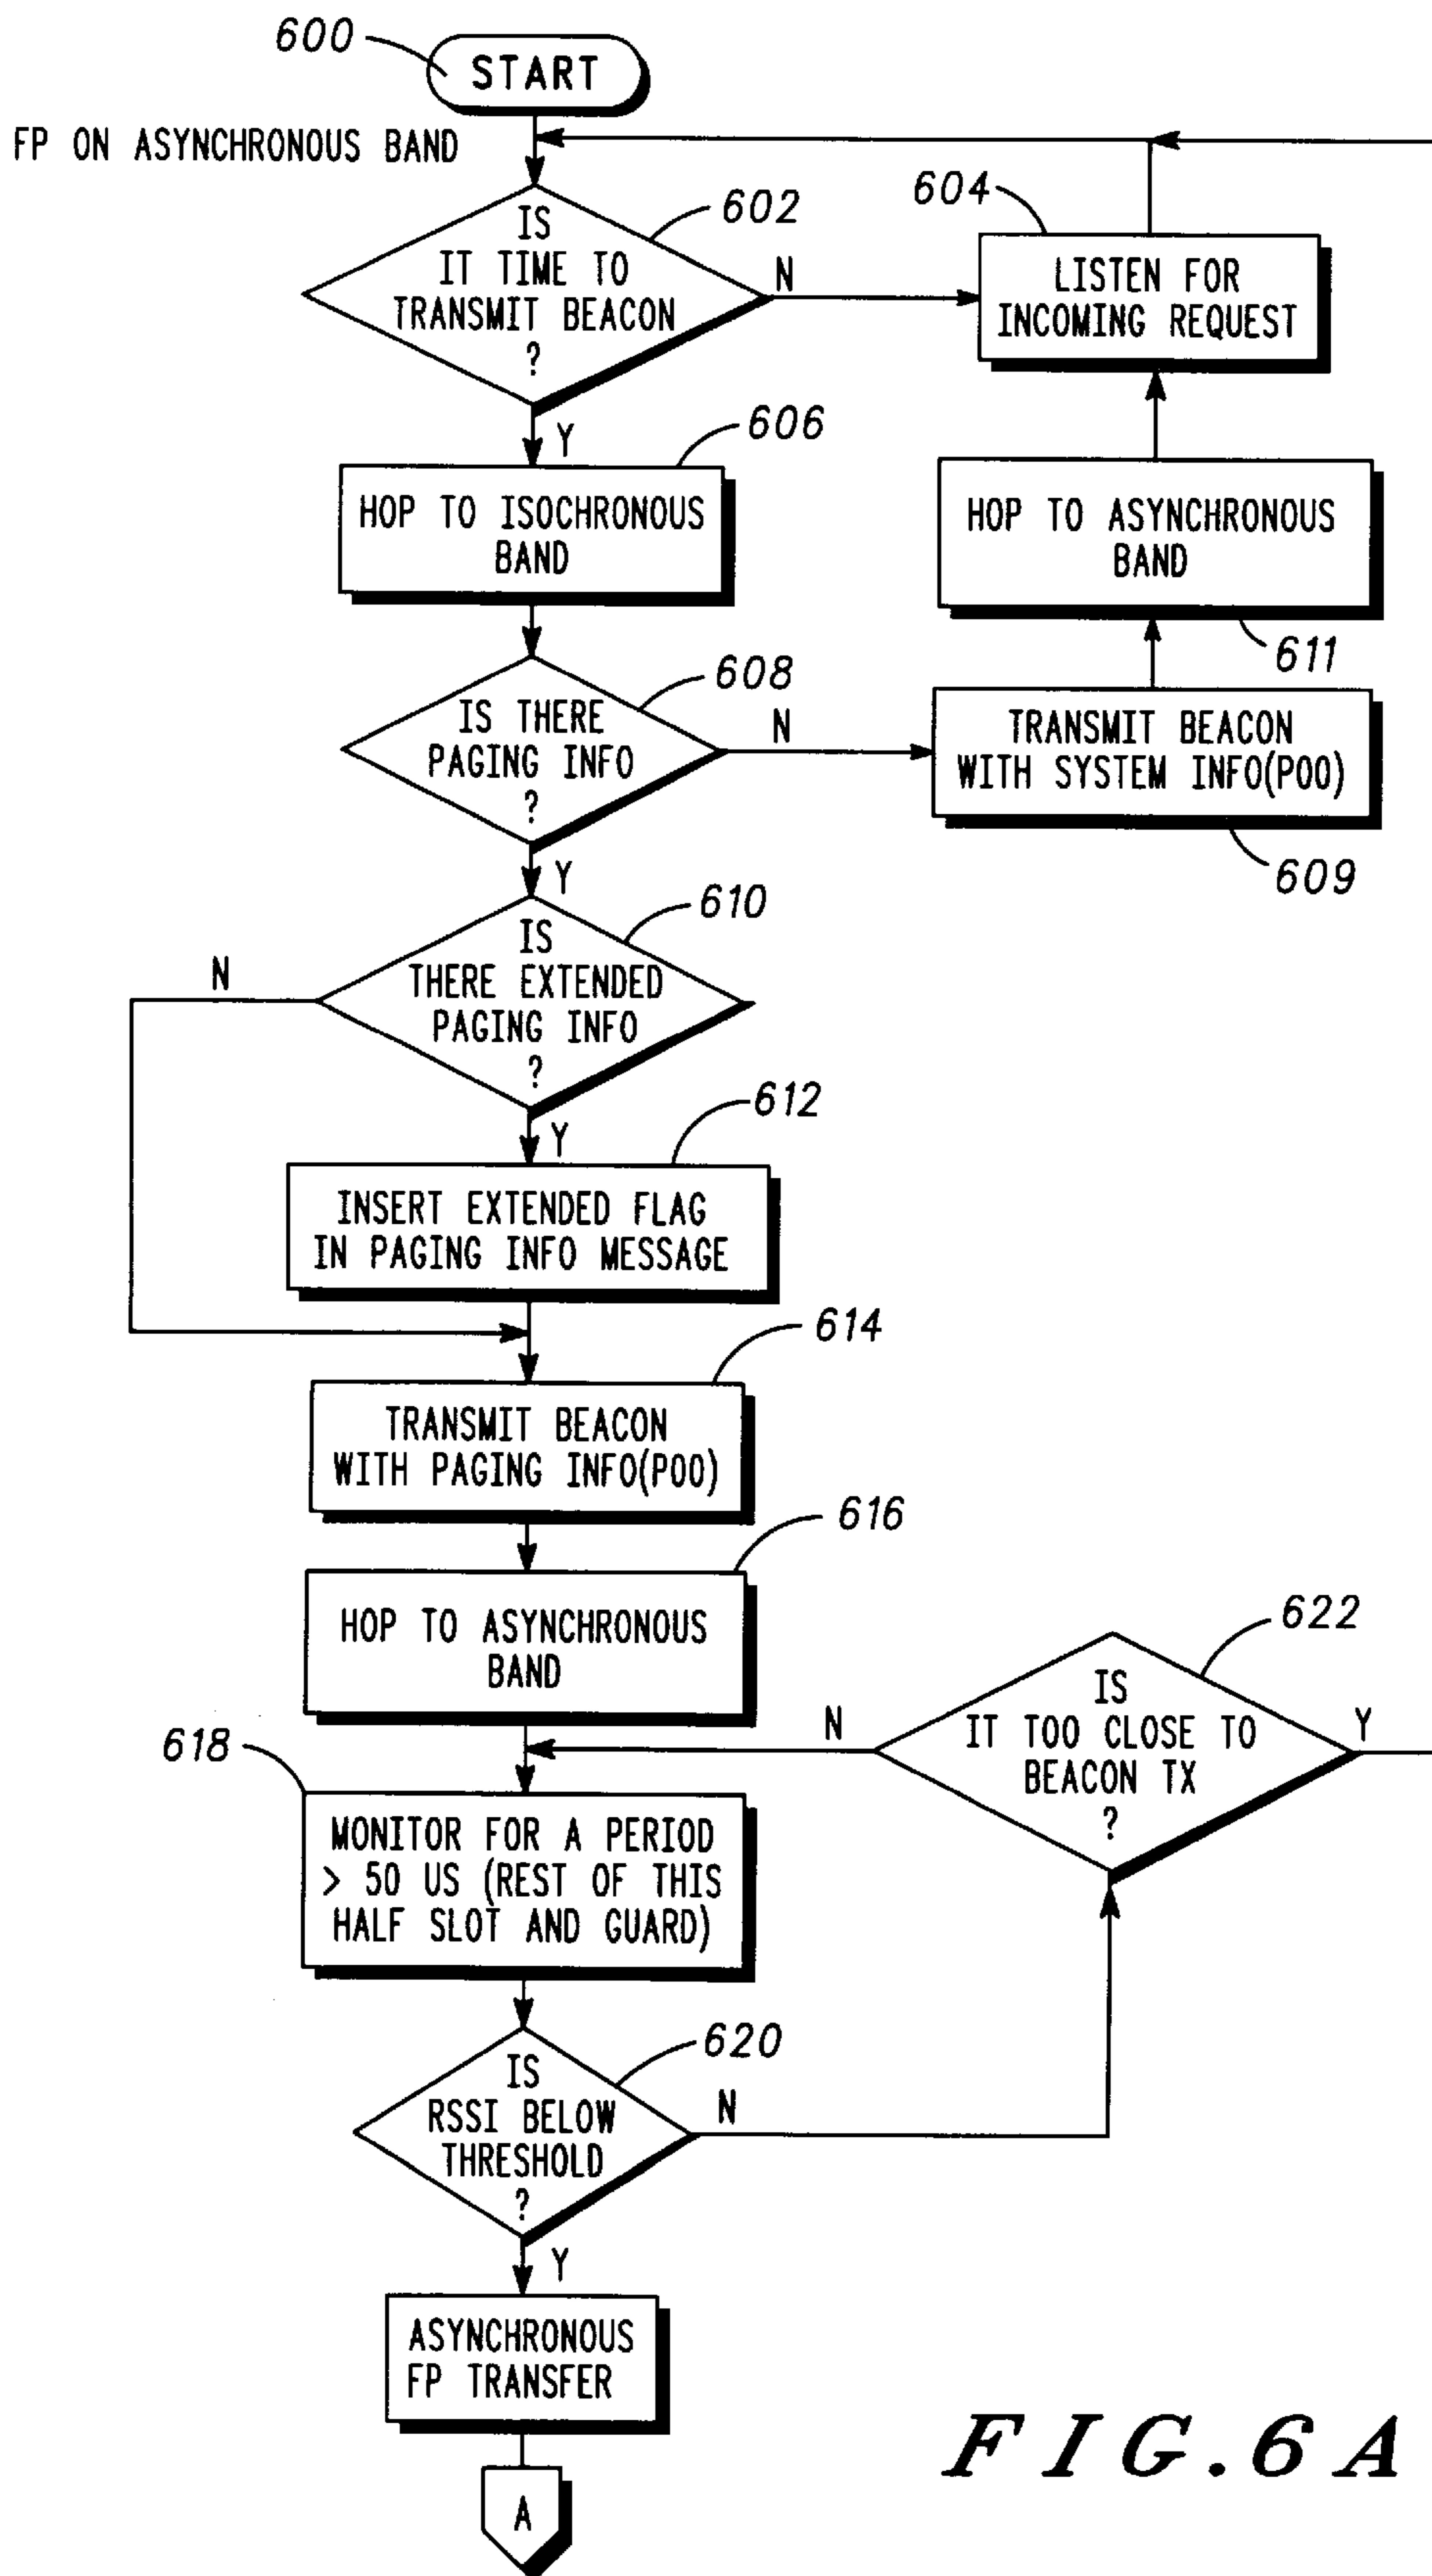 600
START
FP ON ASYNCHRONOUS BAND
602
IS
IT TIME TO
TRANSMIT BEACON
?
N
604
LISTEN FOR
INCOMING REQUEST
Y
606
HOP TO ISOCHRONOUS
BAND
HOP TO ASYNCHRONOUS
BAND
611
608
IS THERE
PAGING INFO
?
N
TRANSMIT BEACON
WITH SYSTEM INFO(P00)
609
Y
610
IS
THERE EXTENDED
PAGING INFO
?
N
Y
612
INSERT EXTENDED FLAG
IN PAGING INFO MESSAGE
614
TRANSMIT BEACON
WITH PAGING INFO(P00)
616
HOP TO ASYNCHRONOUS
BAND
622
IS
IT TOO CLOSE TO
BEACON TX
?
N
Y
618
MONITOR FOR A PERIOD
> 50 US (REST OF THIS
HALF SLOT AND GUARD)
620
IS
RSSI BELOW
THRESHOLD
?
N
Y
ASYNCHRONOUS
FP TRANSFER
A
FIG.6A